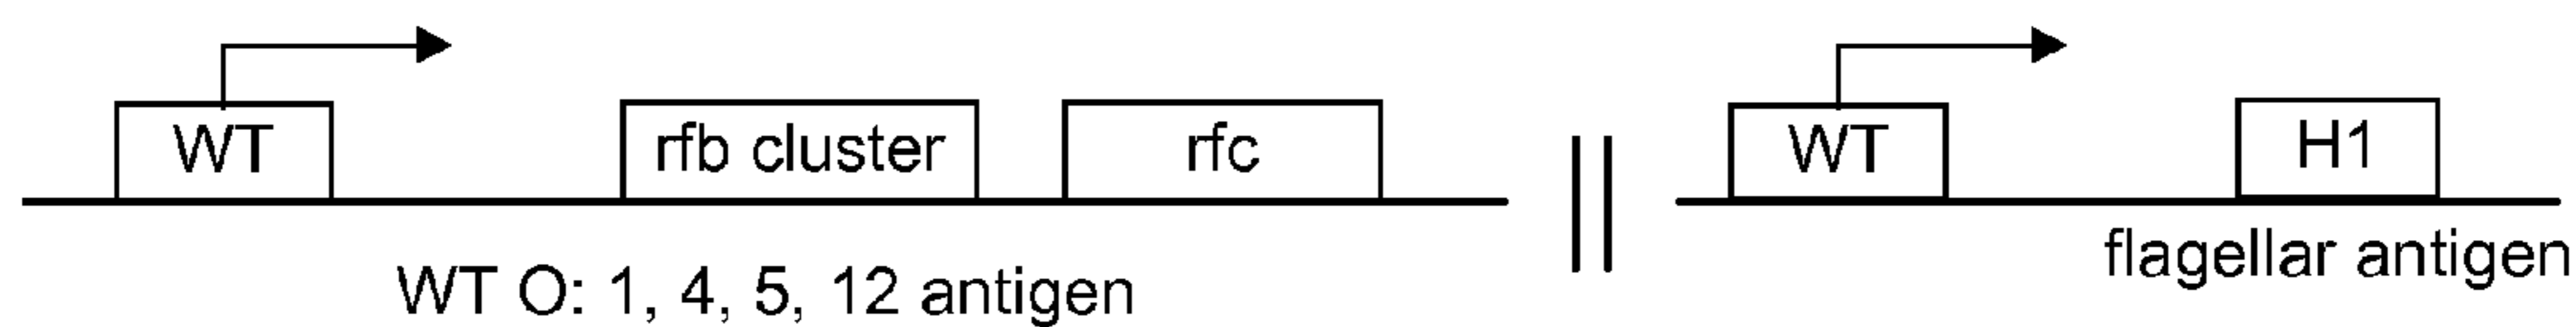 WT rfb cluster rfc WT H1
WT O: 1, 4, 5, 12 antigen
flagellar antigen